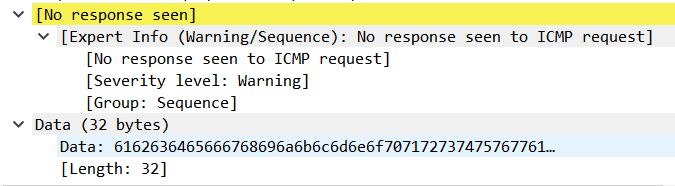 [No response seen]
[Expert Info (Warning/Sequence): No response seen to ICMP request]
[No response seen to ICMP request]
[Severity level: Warning]
[Group: Sequence]
Data (32 bytes)
Data: 6162636465666768696a6b6c6d6e6f707172737475767761…
[Length: 32]